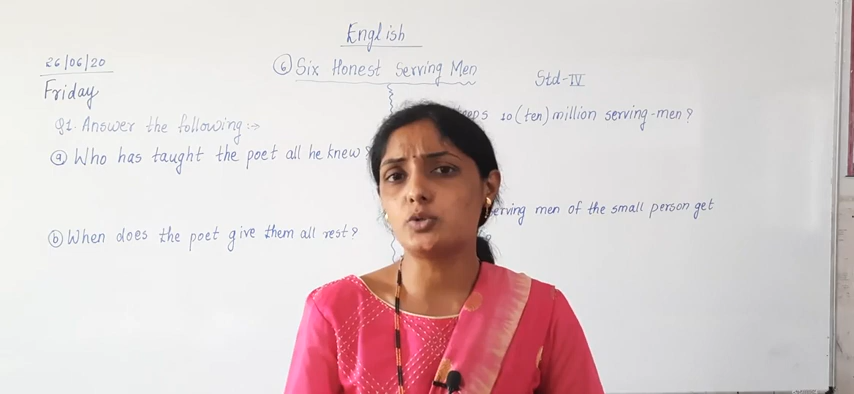 English
26/06/20
Friday
⑥ Six Honest Serving Men
Std-IV
Q1. Answer the following :->
ⓐ Who has taught the poet all he knew?
ⓑ When does the poet give them all rest?
10 (ten) million serving-men?
serving men of the small person get
?